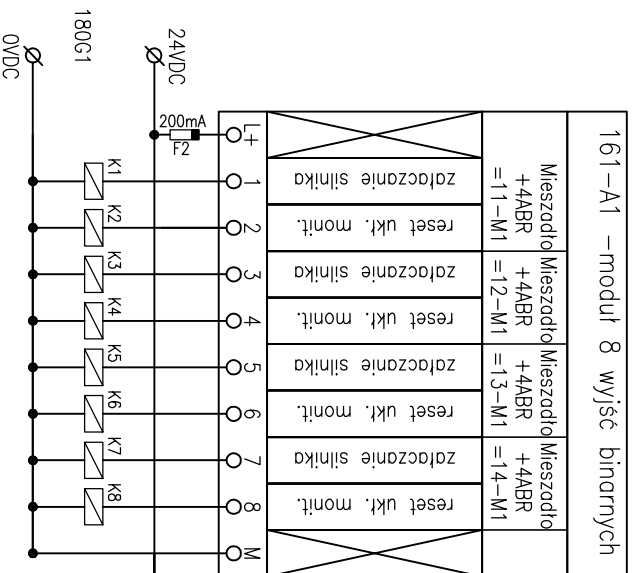 161-A1 -moduł 8 wyjść binarnych
Mieszadło
+4ABR
=11-M1
Mieszadło
+4ABR
=12-M1
Mieszadło
+4ABR
=13-M1
Mieszadło
+4ABR
=14-M1
załączanie silnika
reset ukł. monit.
załączanie silnika
reset ukł. monit.
załączanie silnika
reset ukł. monit.
załączanie silnika
reset ukł. monit.
L+
1
2
3
4
5
6
7
8
M
24VDC
200mA
F2
180G1
0VDC
K1
K2
K3
K4
K5
K6
K7
K8